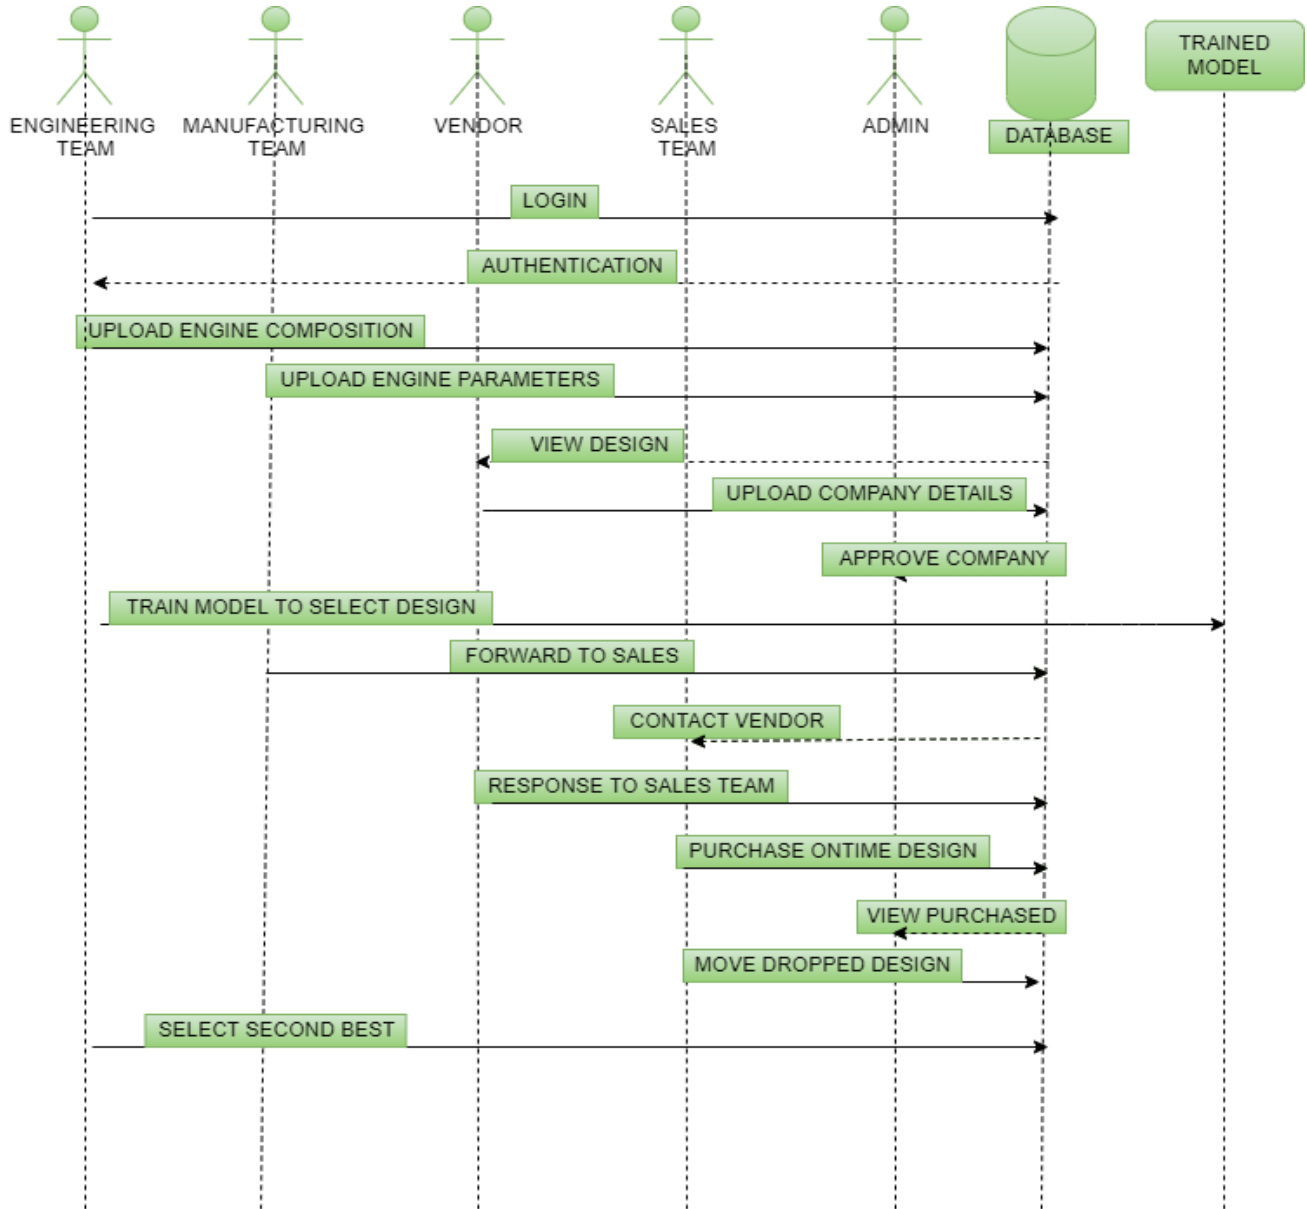 TRAINED
MODEL
ENGINEERING
TEAM
MANUFACTURING
TEAM
VENDOR
SALES
TEAM
ADMIN
DATABASE
LOGIN
AUTHENTICATION
UPLOAD ENGINE COMPOSITION
UPLOAD ENGINE PARAMETERS
VIEW DESIGN
UPLOAD COMPANY DETAILS
APPROVE COMPANY
TRAIN MODEL TO SELECT DESIGN
FORWARD TO SALES
CONTACT VENDOR
RESPONSE TO SALES TEAM
PURCHASE ONTIME DESIGN
VIEW PURCHASED
MOVE DROPPED DESIGN
SELECT SECOND BEST